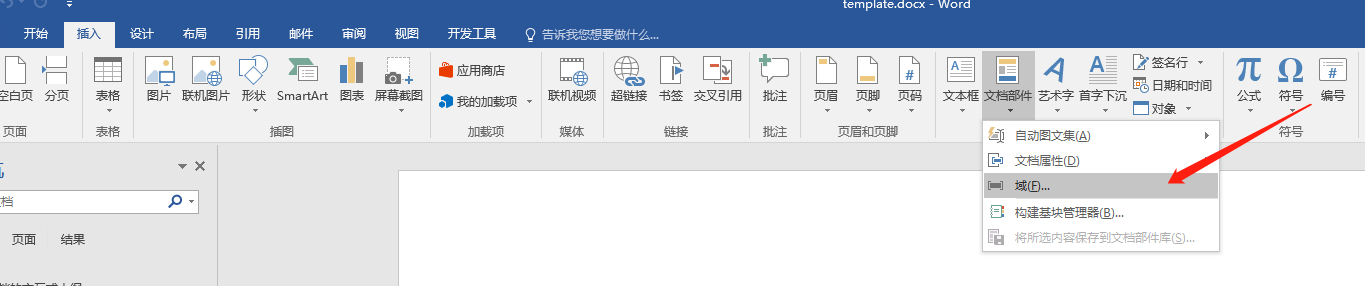 template.docx - Word
开始 插入 设计 布局 引用 邮件 审阅 视图 开发工具 告诉我您想要做什么...
空白页 分页 表格 图片 联机图片 形状 SmartArt 图表 屏幕截图 应用商店 我的加载项 联机视频 超链接 书签 交叉引用 批注 页眉 页脚 页码 文本框 文档部件 艺术字 首字下沉 签名行 日期和时间 对象 公式 符号 编号
页面 表格 插图 加载项 媒体 链接 批注 页眉和页脚 符号
自动图文集(A)
文档属性(D)
域(F)...
构建基块管理器(B)...
将所选内容保存到文档部件库(S)...
文档
页面 结果